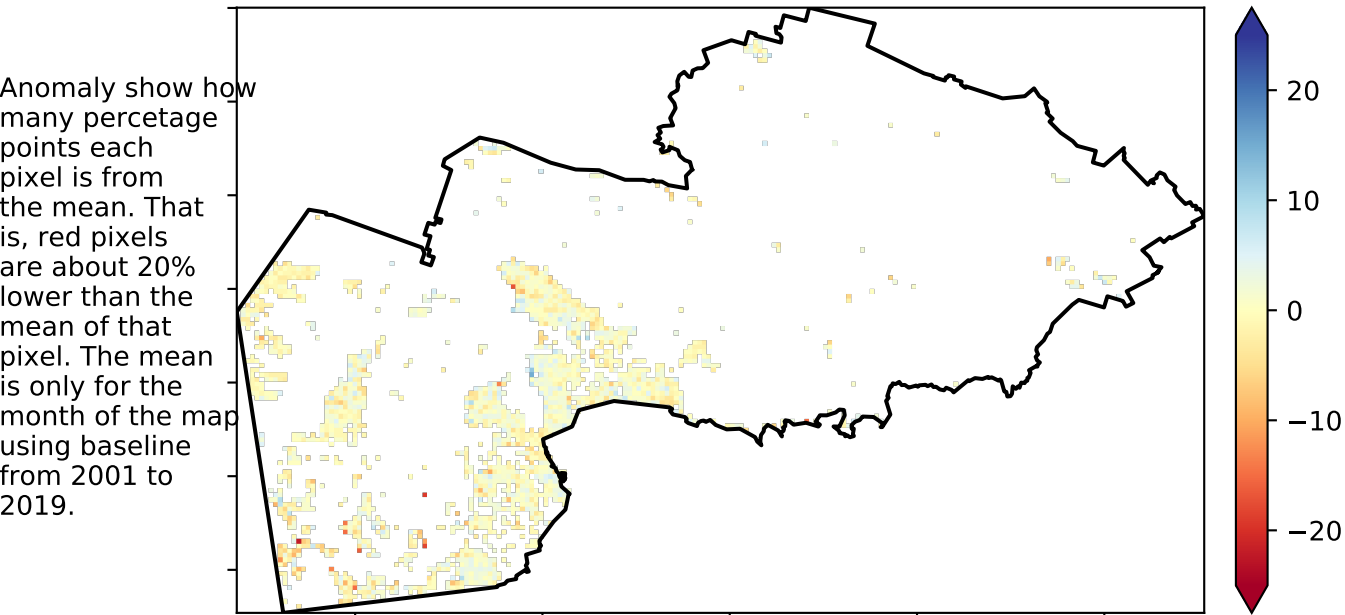 Anomaly show how
many percetage
points each
pixel is from
the mean. That
is, red pixels
are about 20%
lower than the
mean of that
pixel. The mean
is only for the
month of the map
using baseline
from 2001 to
2019.
20
10
0
−10
−20